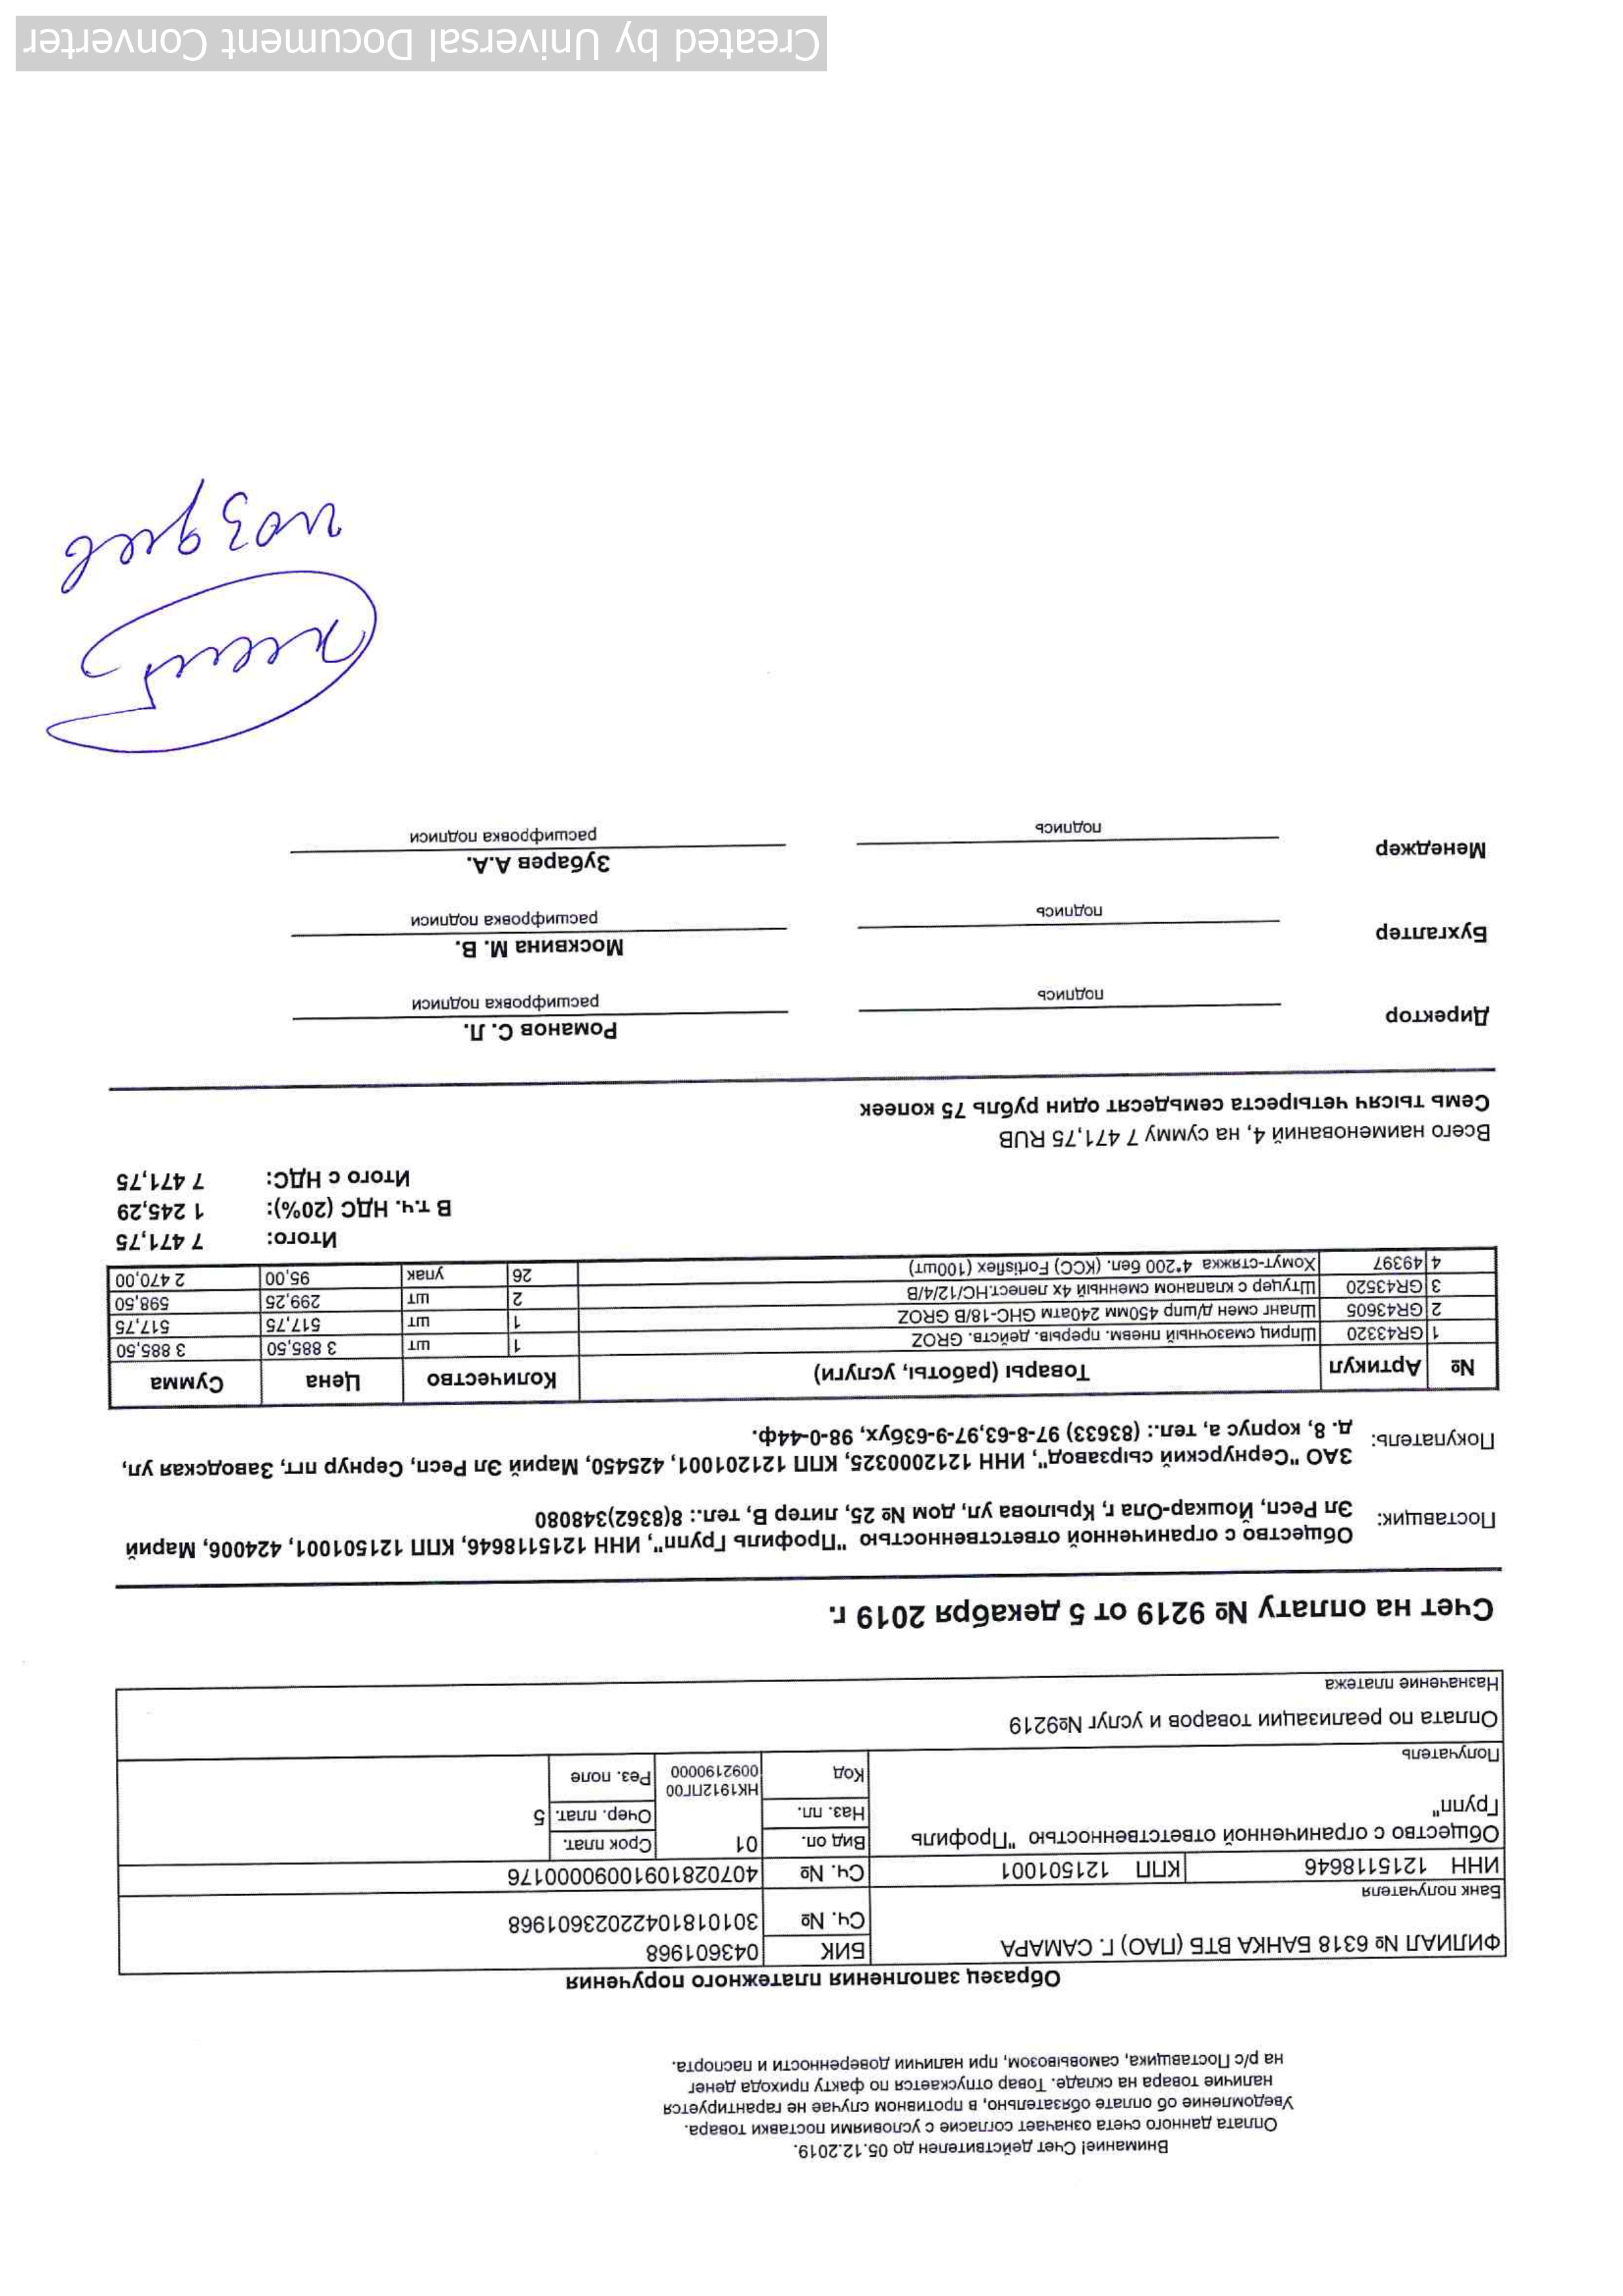 Внимание! Счет действителен до 05.12.2019.
Оплата данного счета означает согласие с условиями поставки товара.
Уведомление об оплате обязательно, в противном случае не гарантируется
наличие товара на складе. Товар отпускается по факту прихода денег
на р/с Поставщика, самовывозом, при наличии доверенности и паспорта.
Образец заполнения платежного поручения
ФИЛИАЛ № 6318 БАНКА ВТБ (ПАО) Г. САМАРА БИК 043601968
Сч. № 30101810422023601968
Банк получателя
ИНН 1215118646 КПП 121501001 Сч. № 40702810910090000176
Общество с ограниченной ответственностью "Профиль Вид оп. 01 Срок плат.
Групп" Наз. пл. Очер. плат. 5
НК1912ПГ00
Код 0092190000 Рез. поле
Получатель
Оплата по реализации товаров и услуг №9219
Назначение платежа
Счет на оплату № 9219 от 5 декабря 2019 г.
Поставщик: Общество с ограниченной ответственностью "Профиль Групп", ИНН 1215118646, КПП 121501001, 424006, Марий
Эл Респ, Йошкар-Ола г, Крылова ул, дом № 25, литер В, тел.: 8(8362)348080
Покупатель: ЗАО "Сернурский сырзавод", ИНН 1212000325, КПП 121201001, 425450, Марий Эл Респ, Сернур пгт, Заводская ул,
д. 8, корпус а, тел.: (83633) 97-8-63,97-9-63бух, 98-0-44ф.
№ Артикул Товары (работы, услуги) Количество Цена Сумма
1 GR43320 Шприц смазочный пневм. прерыв. действ. GROZ 1 шт 3 885,50 3 885,50
2 GR43605 Шланг смен д/шпр 450мм 240атм GHC-18/B GROZ 1 шт 517,75 517,75
3 GR43520 Штуцер с клапаном сменный 4х лепест.HC/12/4/B 2 шт 299,25 598,50
4 49397 Хомут-стяжка 4*200 бел. (КСС) Fortisflex (100шт) 26 упак 95,00 2 470,00
Итого: 7 471,75
В т.ч. НДС (20%): 1 245,29
Итого с НДС: 7 471,75
Всего наименований 4, на сумму 7 471,75 RUB
Семь тысяч четыреста семьдесят один рубль 75 копеек
Директор Романов С. Л.
подпись расшифровка подписи
Бухгалтер Москвина М. В.
подпись расшифровка подписи
Менеджер Зубарев А.А.
подпись расшифровка подписи
Created by Universal Document Converter